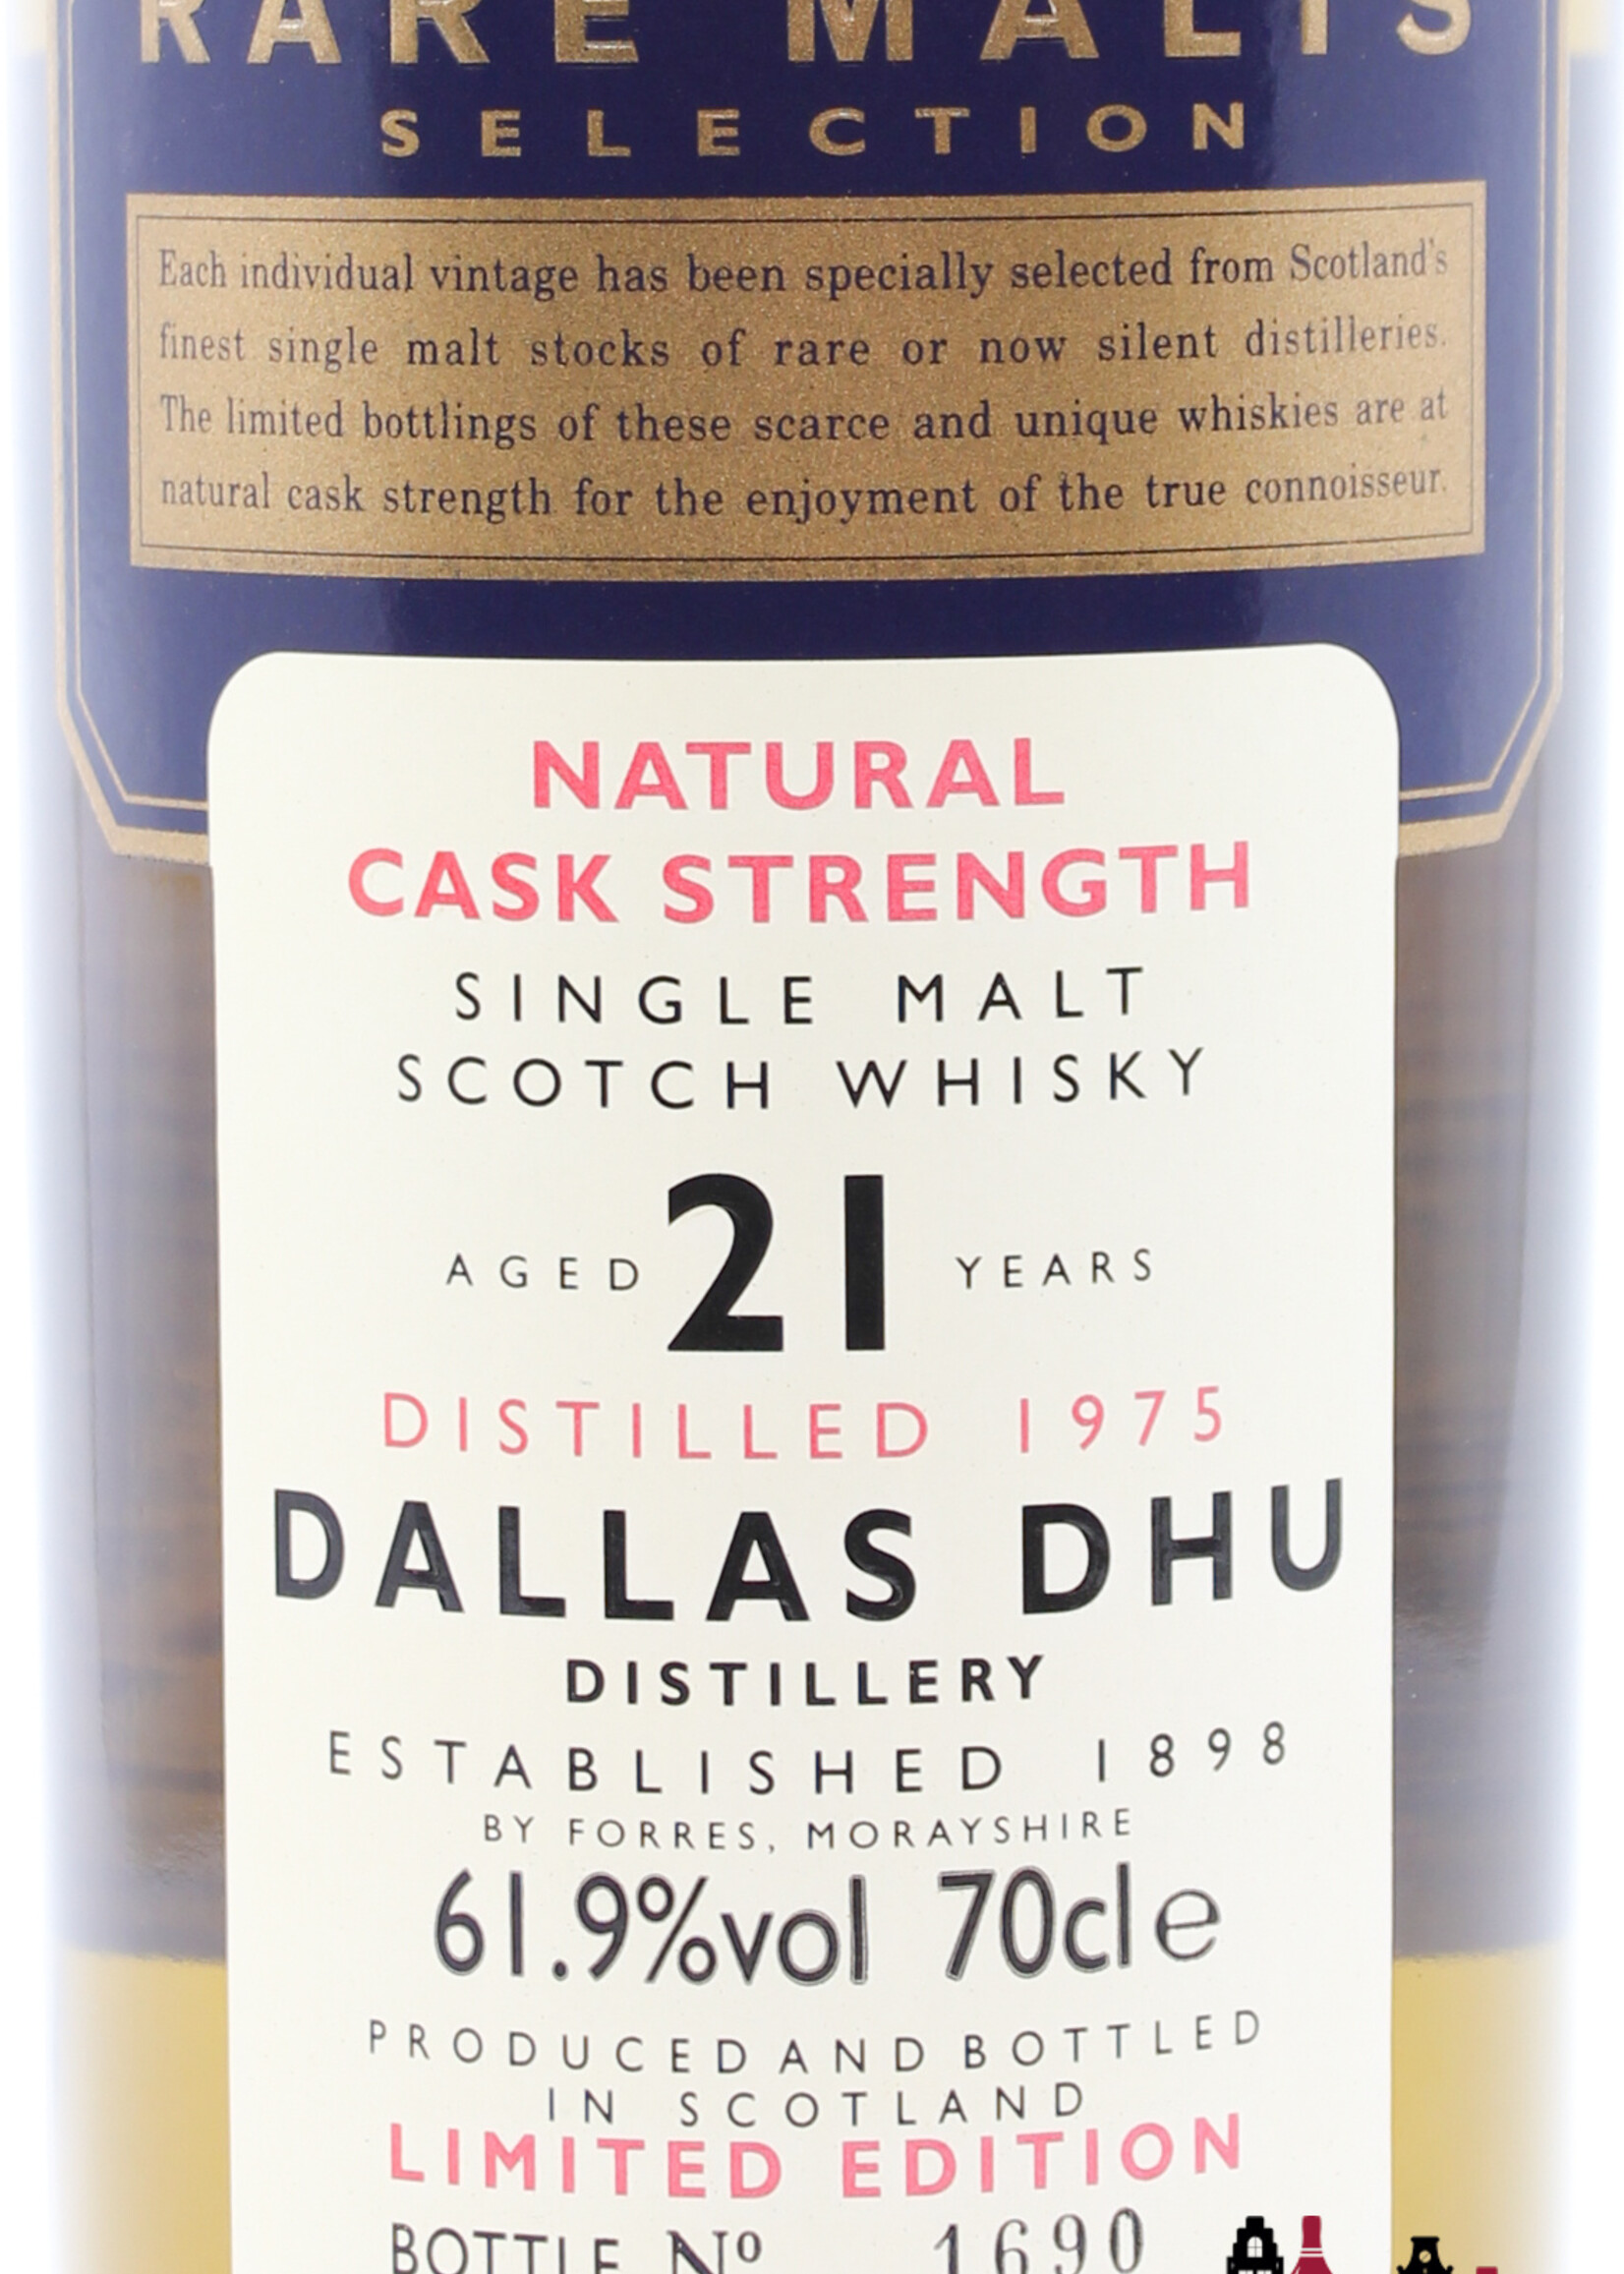 RARE MALTS
SELECTION
Each individual vintage has been specially selected from Scotland's
finest single malt stocks of rare or now silent distilleries.
The limited bottlings of these scarce and unique whiskies are at
natural cask strength for the enjoyment of the true connoisseur.
NATURAL
CASK STRENGTH
SINGLE MALT
SCOTCH WHISKY
AGED 21 YEARS
DISTILLED 1975
DALLAS DHU
DISTILLERY
ESTABLISHED 1898
BY FORRES, MORAYSHIRE
61.9%vol 70cl e
PRODUCED AND BOTTLED
IN SCOTLAND
LIMITED EDITION
BOTTLE Nº 1690